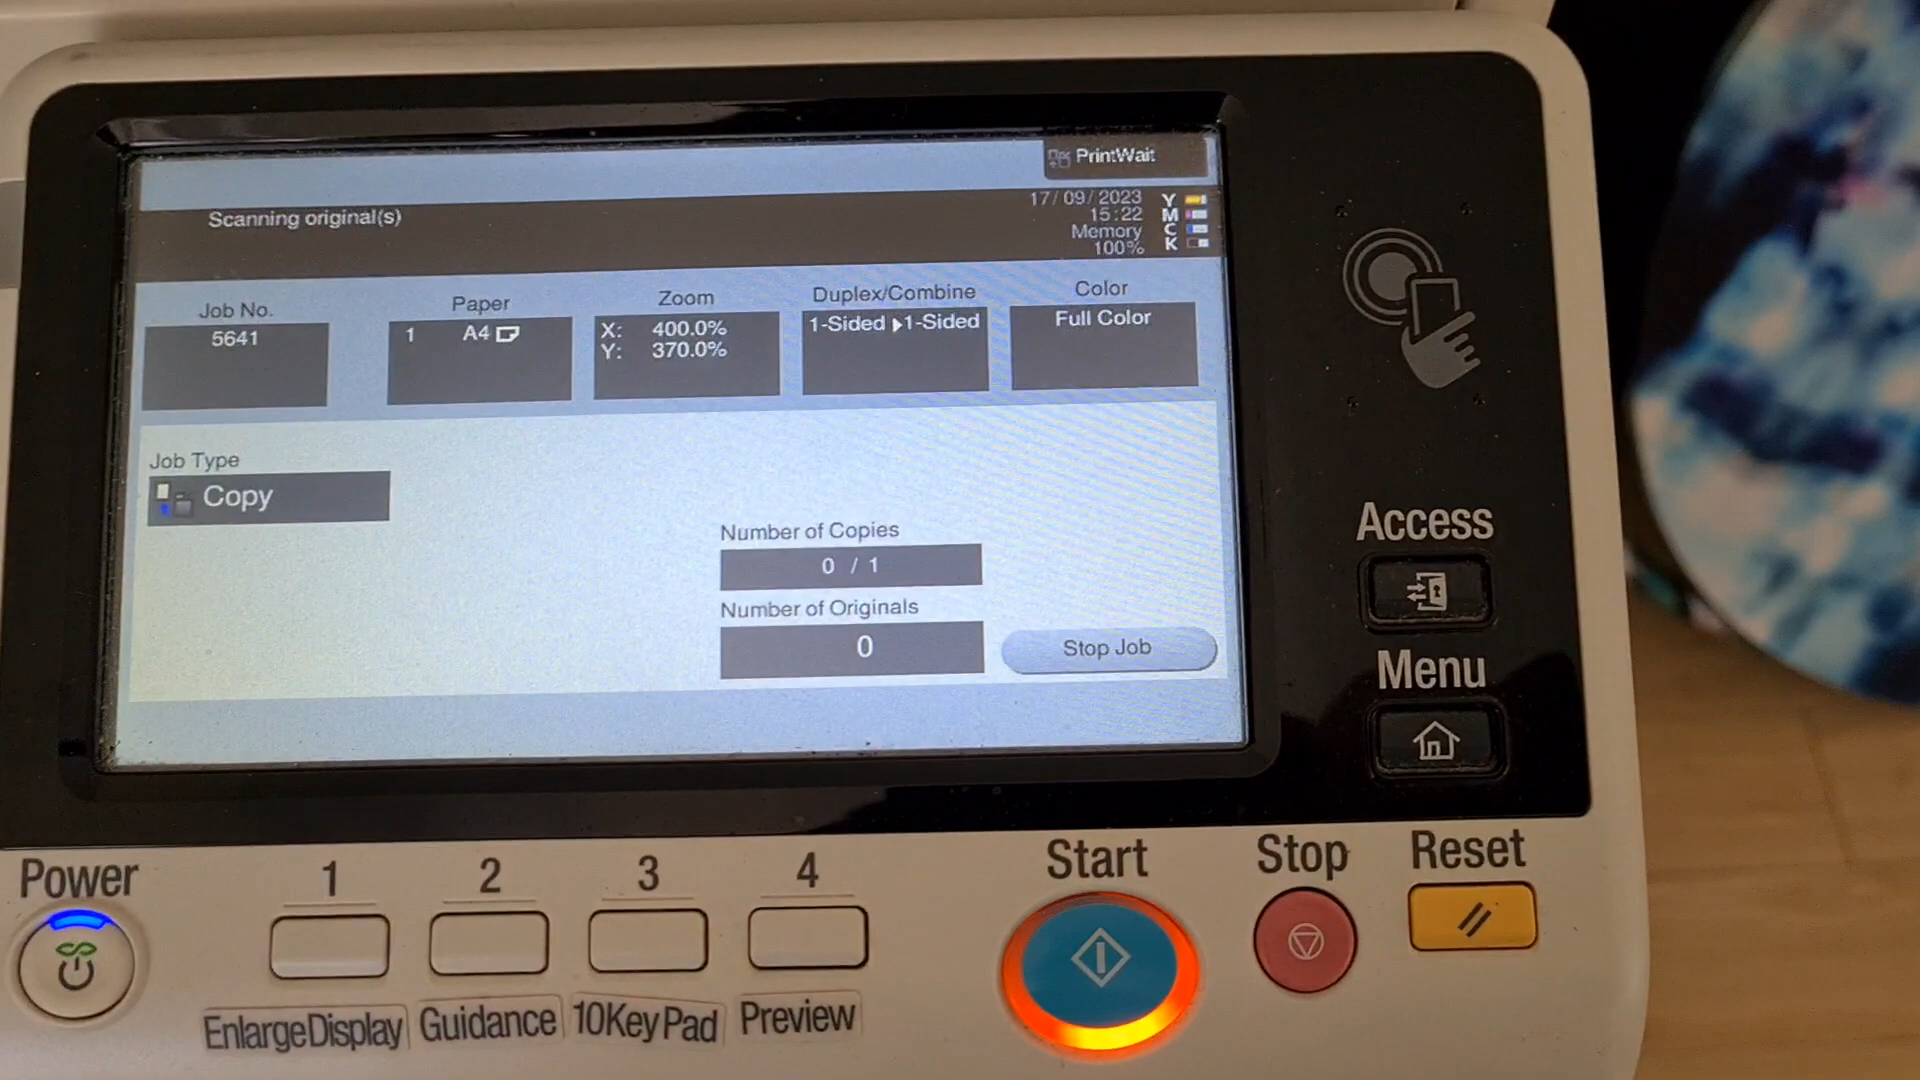 PrintWait
Scanning original(s)
17/09/2023
15:22
Memory
100%
Y
M
C
K
Job No.
5641
Paper
1 A4
Zoom
X: 400.0%
Y: 370.0%
Duplex/Combine
1-Sided ▶1-Sided
Color
Full Color
Job Type
Copy
Number of Copies
0 / 1
Number of Originals
0
Stop Job
Access
Menu
Power
1
2
3
4
Start
Stop
Reset
EnlargeDisplay
Guidance
10KeyPad
Preview